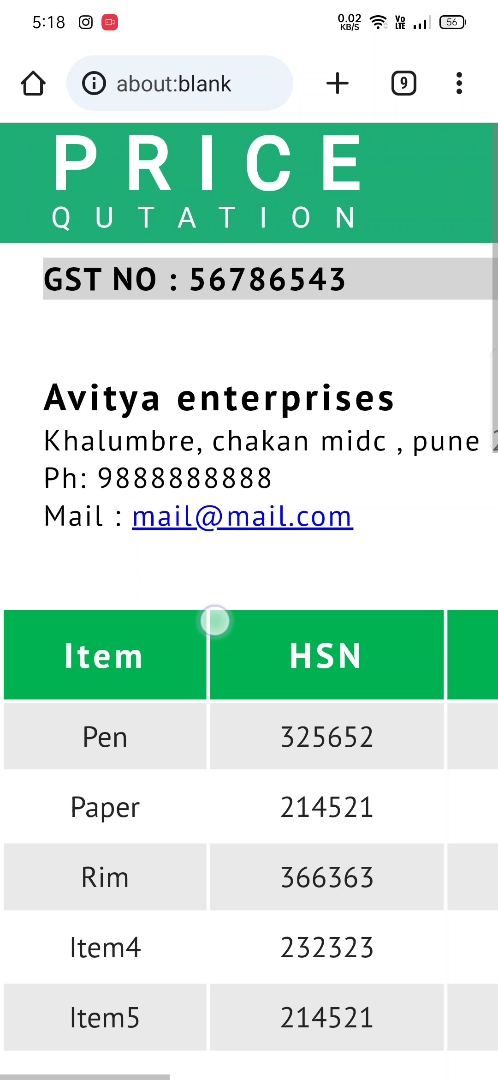 5:18 0.02 KB/S Vo LTE 56
about:blank 9
PRICE
QUTATION
GST NO : 56786543
Avitya enterprises
Khalumbre, chakan midc , pune
Ph: 9888888888
Mail : mail@mail.com
Item HSN
Pen 325652
Paper 214521
Rim 366363
Item4 232323
Item5 214521